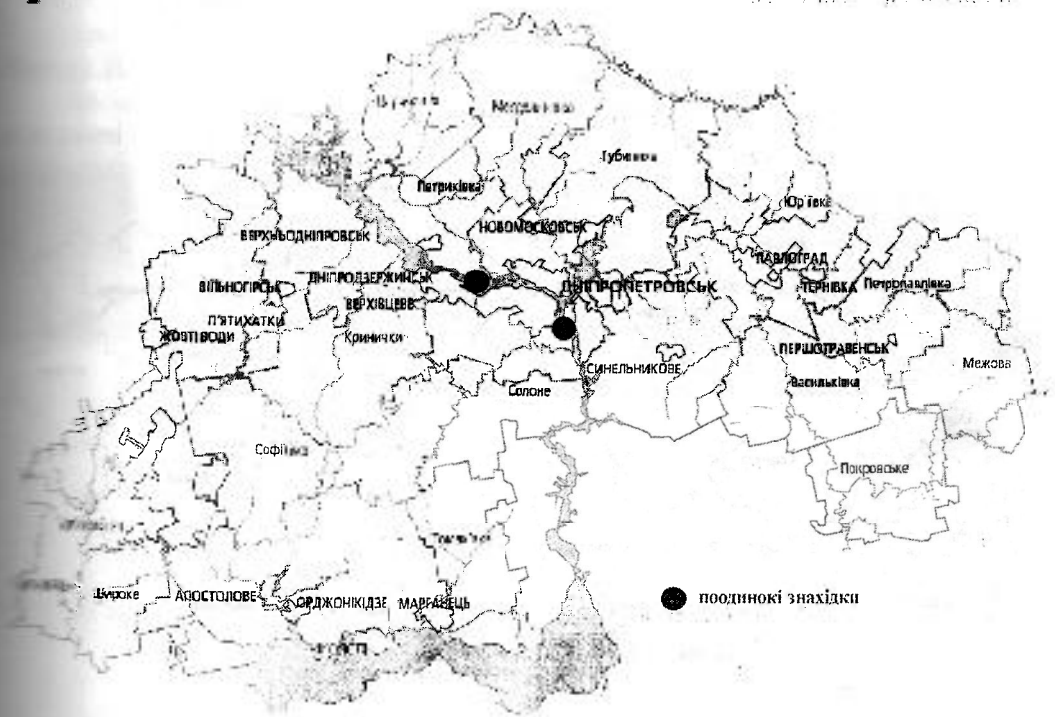 Петриківка
Губиниха
Юр'ївка
НОВОМОСКОВСЬК
ВЕРХНЬОДНІПРОВСЬК
ПАВЛОГРАД
ДНІПРОДЗЕРЖИНСЬК
ВІЛЬНОГІРСЬК
ДНІПРОПЕТРОВСЬК
ТЕРНІВКА
Петропавлівка
ВЕРХІВЦЕВЕ
П'ЯТИХАТКИ
ЖОВТІ ВОДИ
Кринички
ПЕРШОТРАВЕНСЬК
Межова
СИНЕЛЬНИКОВЕ
Васильківка
Солоне
Софіївка
Покровське
Широке
АПОСТОЛОВЕ
ОРДЖОНІКІДЗЕ
МАРГАНЕЦЬ
поодинокі знахідки